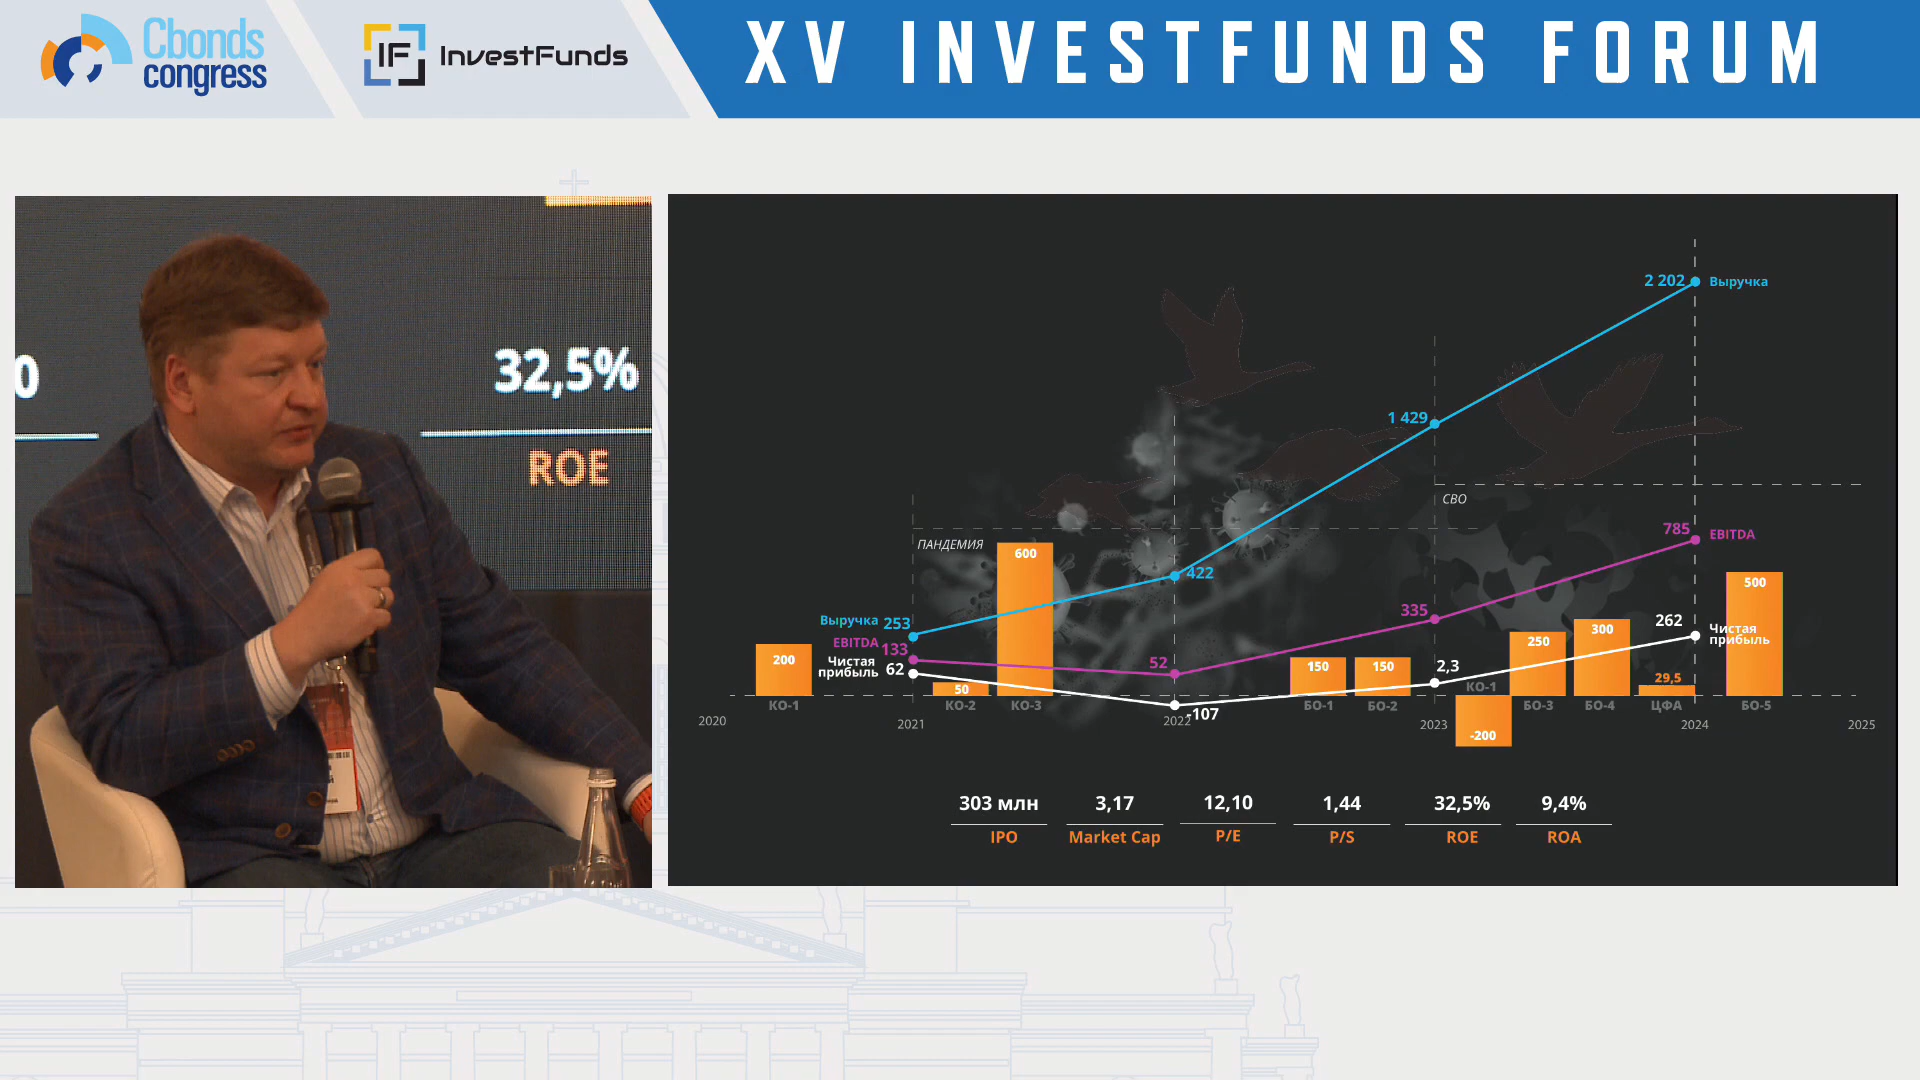 Cbonds
congress
IF InvestFunds
XV INVESTFUNDS FORUM
0
32,5%
ROE
2 202 Выручка
1 429
СВО
785 EBITDA
ПАНДЕМИЯ
600
422
500
Выручка 253
EBITDA 133
Чистая
прибыль 62
335
262
Чистая
прибыль
200
50
52
150
150
2,3
250
300
29,5
КО-1
КО-1
КО-2
КО-3
-107
БО-1
БО-2
-200
БО-3
БО-4
ЦФА
БО-5
2020
2021
2022
2023
2024
2025
303 млн
3,17
12,10
1,44
32,5%
9,4%
IPO
Market Cap
P/E
P/S
ROE
ROA